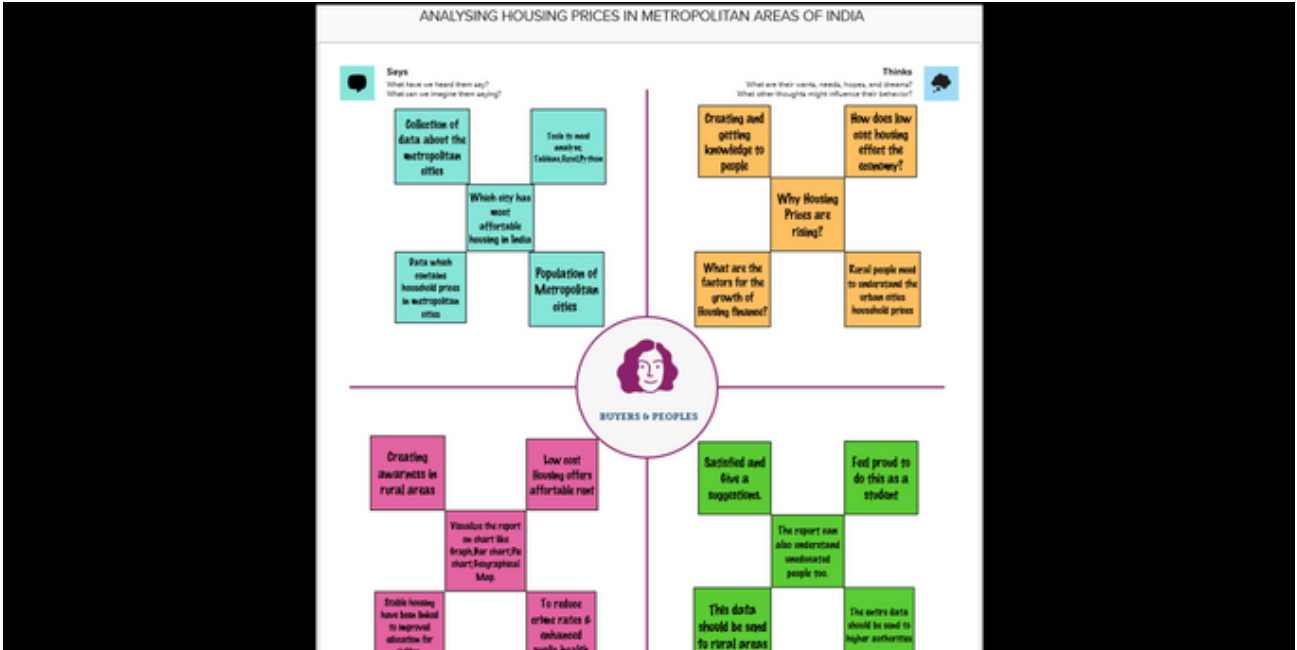 ANALYSING HOUSING PRICES IN METROPOLITAN AREAS OF INDIA
Says
What have we heard them say?
What can we imagine them saying?
Thinks
What are their wants, needs, hopes, and dreams?
What other thoughts might influence their behavior?
Collection of
data about the
metropolitan
cities
Tools to need
analyse,
Tableau,Excel,Python
Which city has
most
affortable
housing in India
Data which
contains
household prices
in metropolitan
cities
Population of
Metropolitan
cities
Creating and
getting
knowledge to
people
How does low
cost housing
effect the
economy?
Why Housing
Prices are
rising?
What are the
factors for the
growth of
Housing finance?
Rural people need
to understand the
urban cities
household prices
BUYERS & PEOPLES
Creating
awarness in
rural areas
Low cost
Housing offers
affortable rent
Visualize the report
on chart like
Graph,Bar chart,Pie
chart,Geographical
Map.
Stable housing
have been linked
to improved
education for
To reduce
crime rates &
enhanced
Satisfied and
Give a
suggestions.
Feel proud to
do this as a
student
The report can
also understand
uneducated
people too.
This data
should be send
to rural areas
The entire data
should be send to
higher authorities